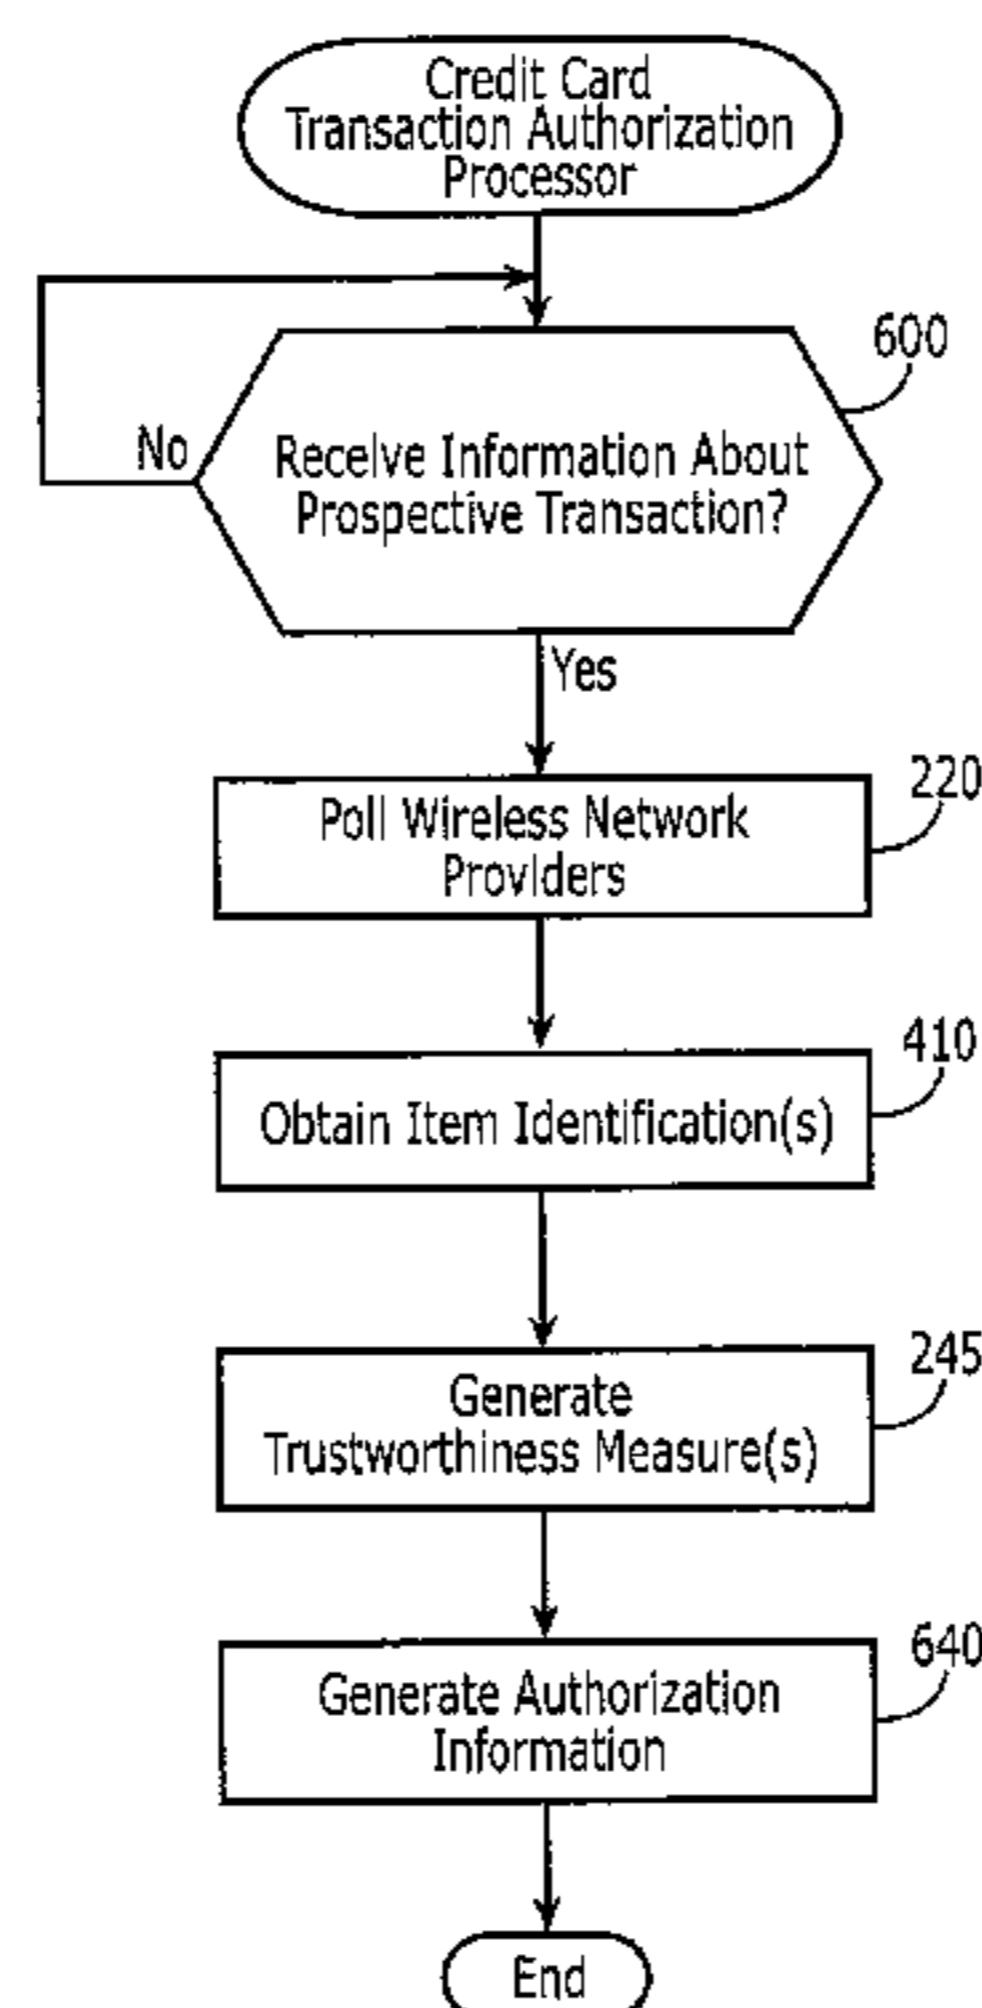 Credit Card
Transaction Authorization
Processor
600
No
Receive Information About
Prospective Transaction?
Yes
220
Poll Wireless Network
Providers
410
Obtain Item Identification(s)
245
Generate
Trustworthiness Measure(s)
640
Generate Authorization
Information
End